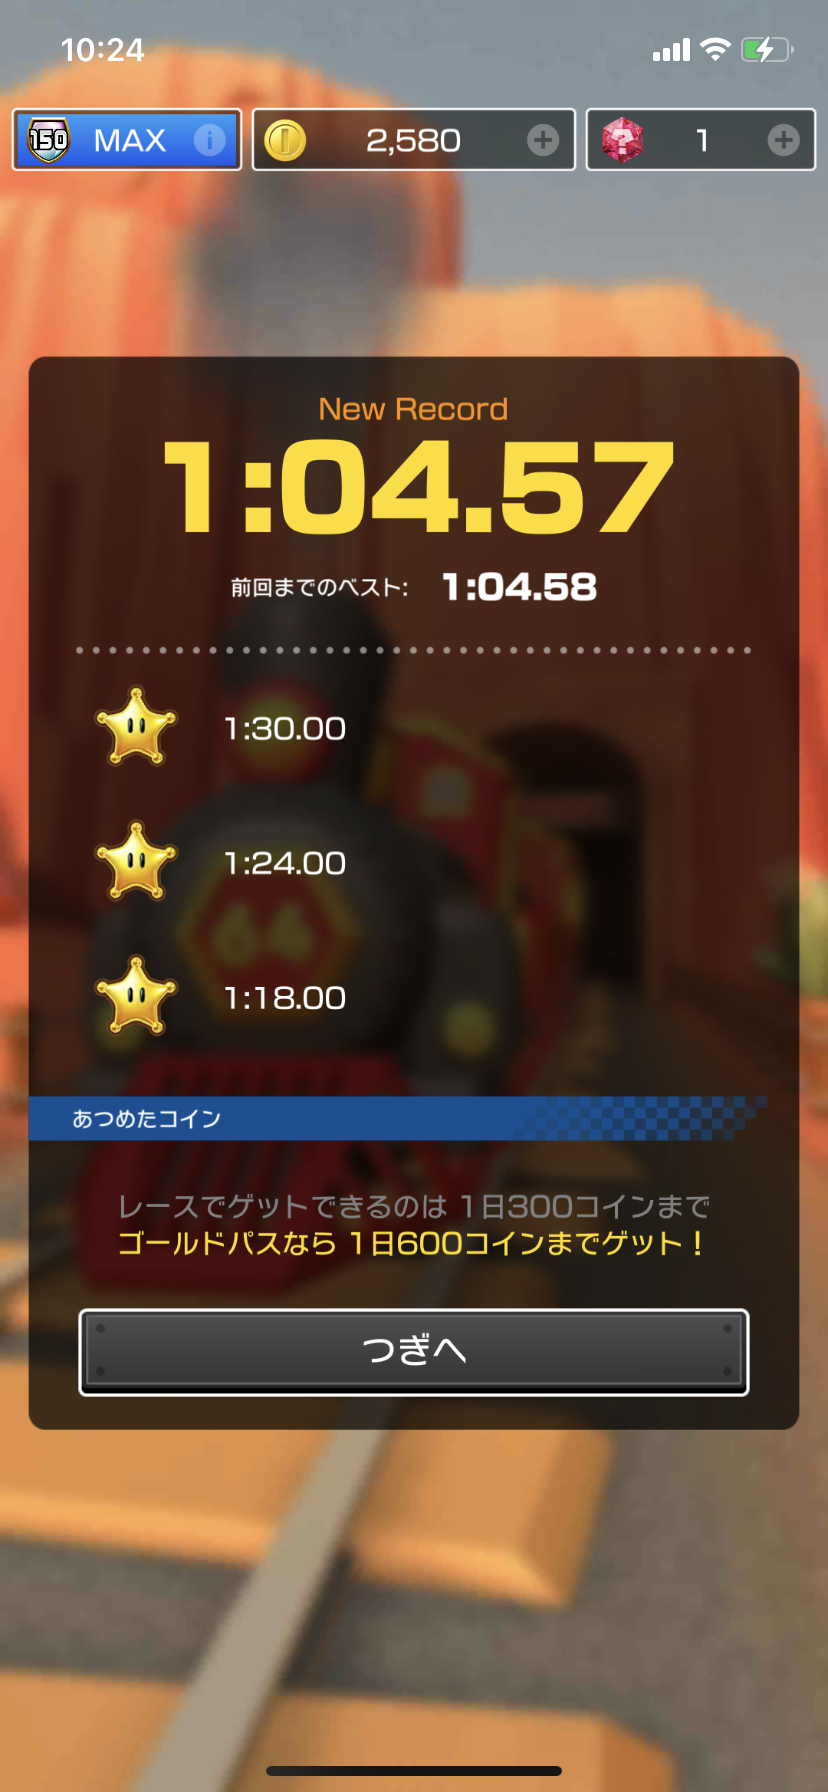 10:24
150 MAX i 2,580 + ? 1 +
New Record
1:04.57
前回までのベスト: 1:04.58
1:30.00
1:24.00
64
1:18.00
あつめたコイン
レースでゲットできるのは 1日300コインまで
ゴールドパスなら 1日600コインまでゲット！
つぎへ